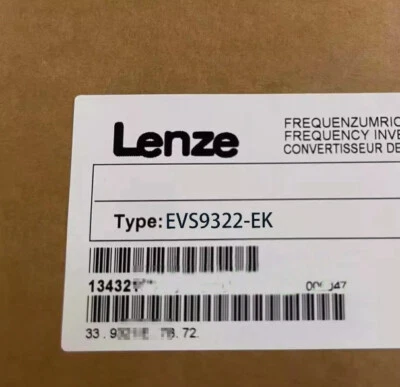 Lenze
FREQUENZUMRIC
FREQUENCY INVE
CONVERTISSEUR DE
Type: EVS9322-EK